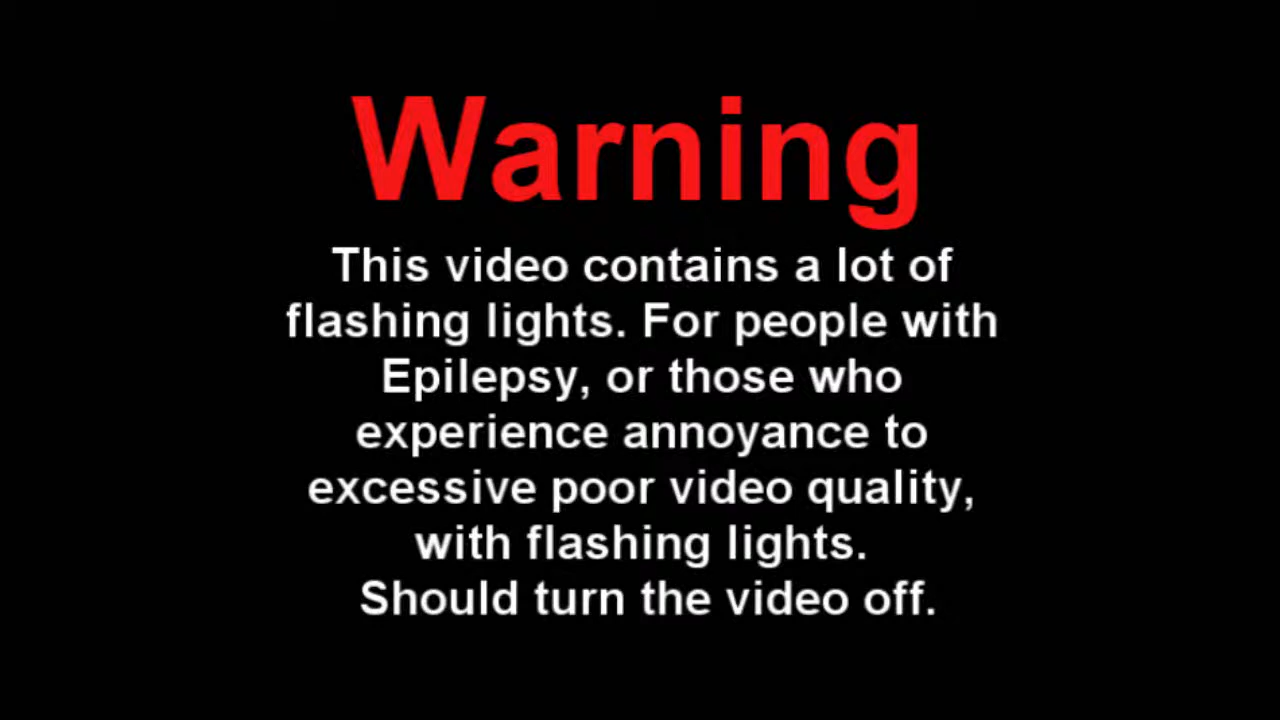 Warning
This video contains a lot of
flashing lights. For people with
Epilepsy, or those who
experience annoyance to
excessive poor video quality,
with flashing lights.
Should turn the video off.